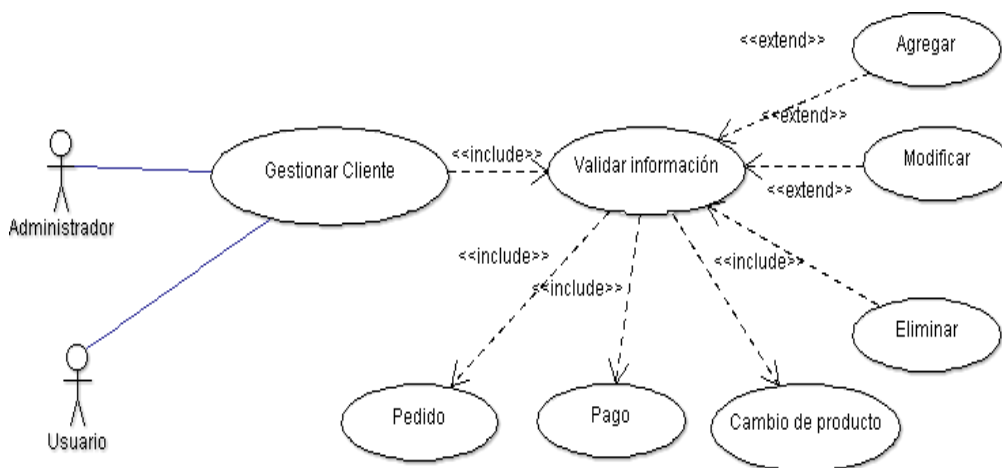 <<extend>>
Agregar
<<extend>>
<<include>>
Gestionar Cliente
Validar información
Modificar
<<extend>>
Administrador
<<include>>
<<include>>
<<include>>
Eliminar
Pedido
Pago
Cambio de producto
Usuario